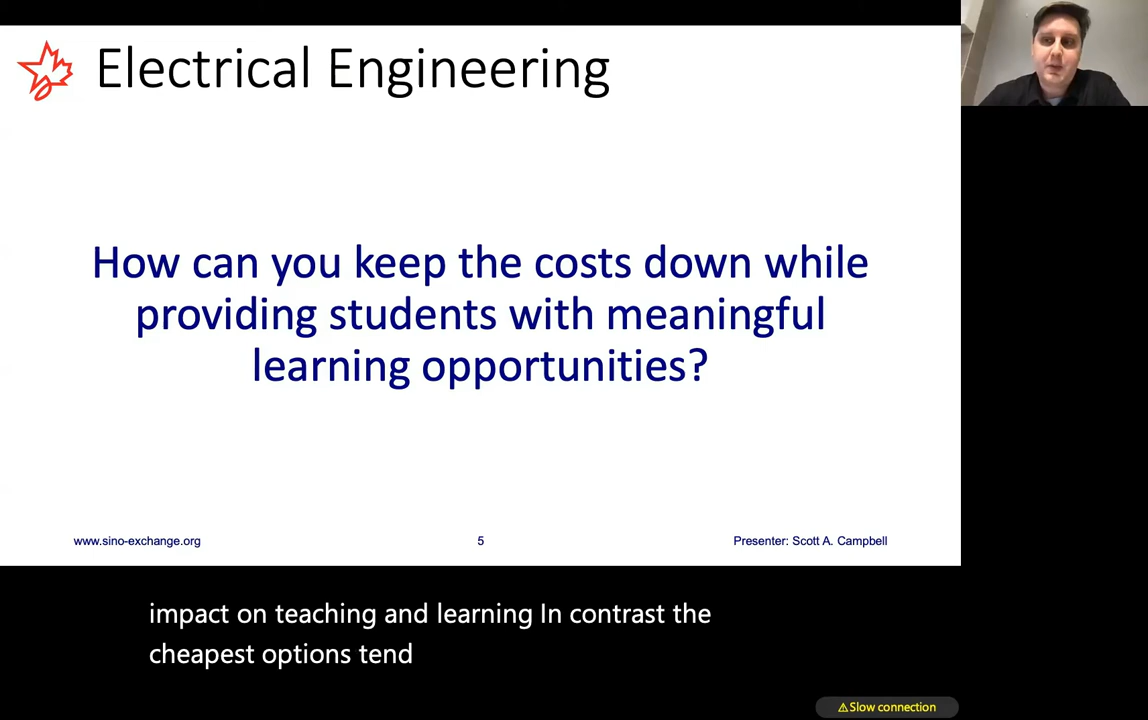 Electrical Engineering
How can you keep the costs down while
providing students with meaningful
learning opportunities?
www.sino-exchange.org
5
Presenter: Scott A. Campbell
impact on teaching and learning In contrast the
cheapest options tend
⚠Slow connection